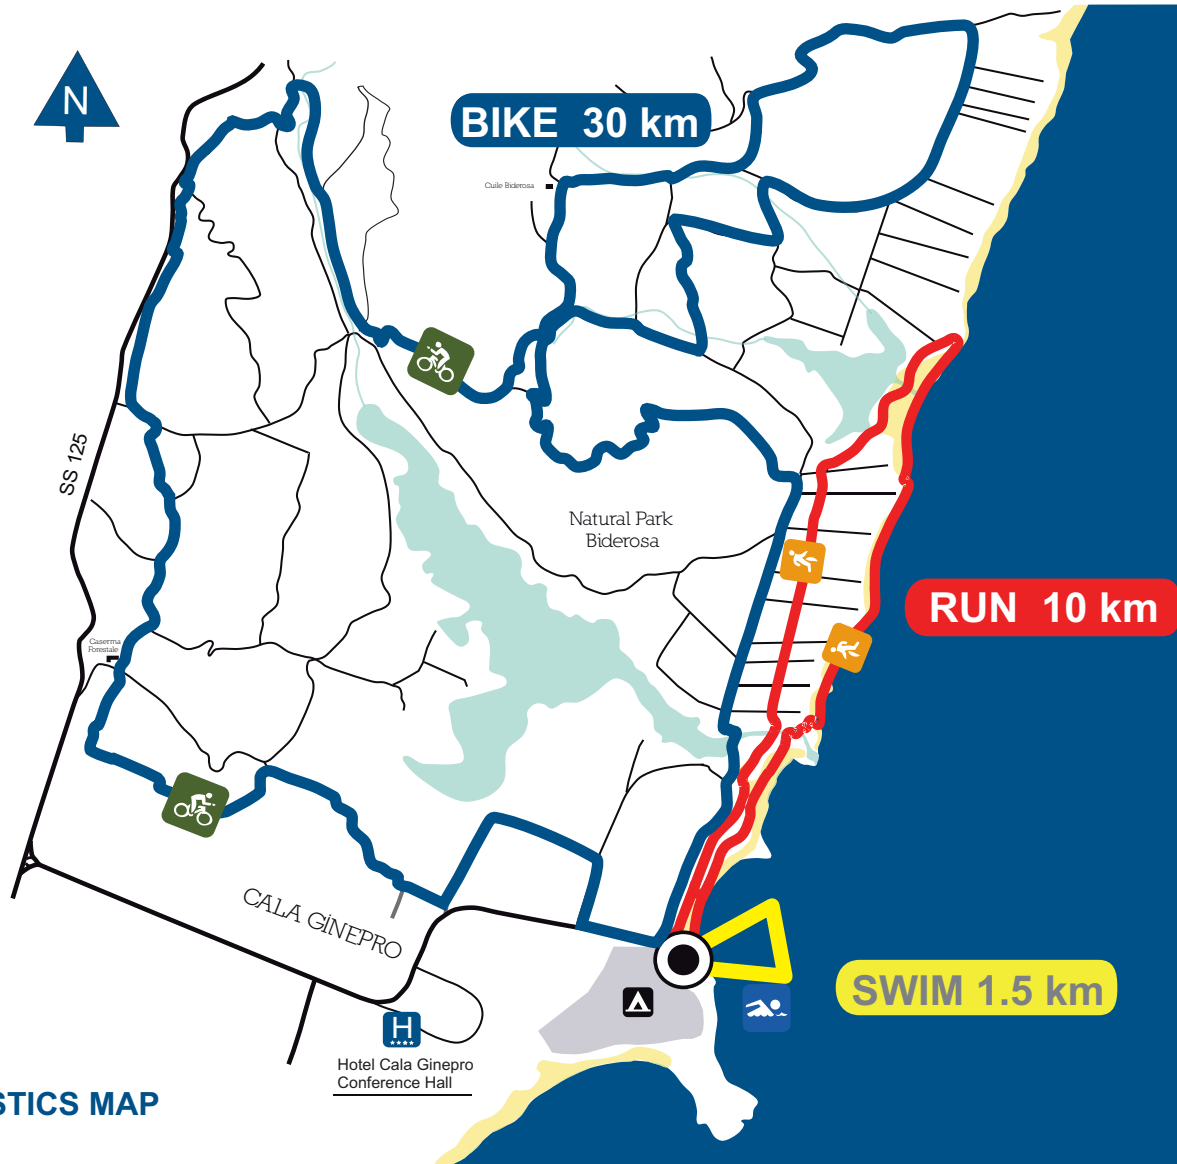 N
BIKE 30 km
Cuile Biderosa
SS 125
Natural Park
Biderosa
RUN 10 km
Caserma
Forestale
CALA GINEPRO
SWIM 1.5 km
H
Hotel Cala Ginepro
Conference Hall
STICS MAP